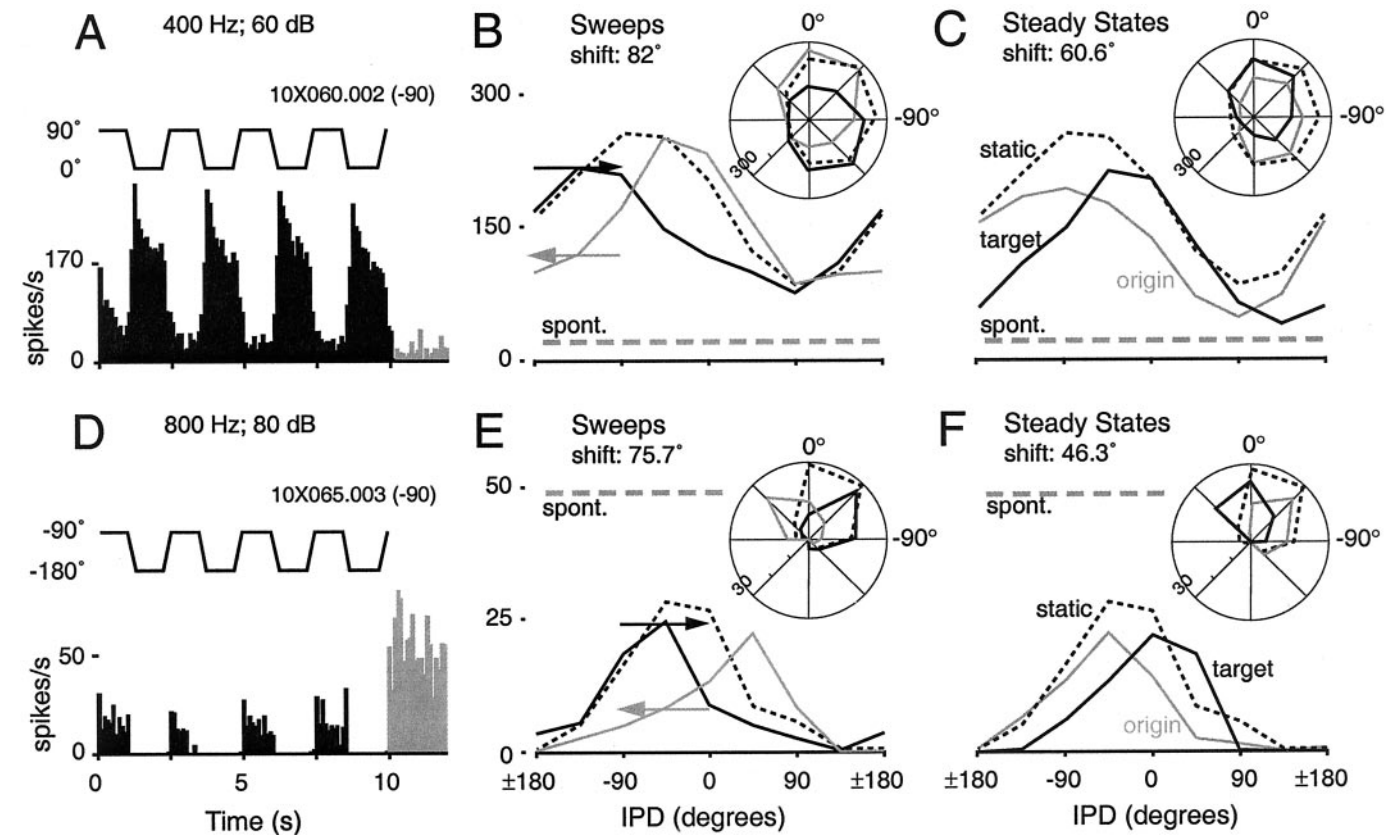 A
400 Hz; 60 dB
10X060.002 (-90)
90°
0°
170
0
spikes/s
B
Sweeps
shift: 82°
0°
-90°
300
300
150
0
spont.
C
Steady States
shift: 60.6°
0°
-90°
300
static
target
origin
spont.
D
800 Hz; 80 dB
10X065.003 (-90)
-90°
-180°
50
0
spikes/s
0
5
10
Time (s)
E
Sweeps
shift: 75.7°
0°
-90°
30
50
25
0
spont.
±180
-90
0
90
±180
IPD (degrees)
F
Steady States
shift: 46.3°
0°
-90°
30
spont.
static
target
origin
±180
-90
0
90
±180
IPD (degrees)